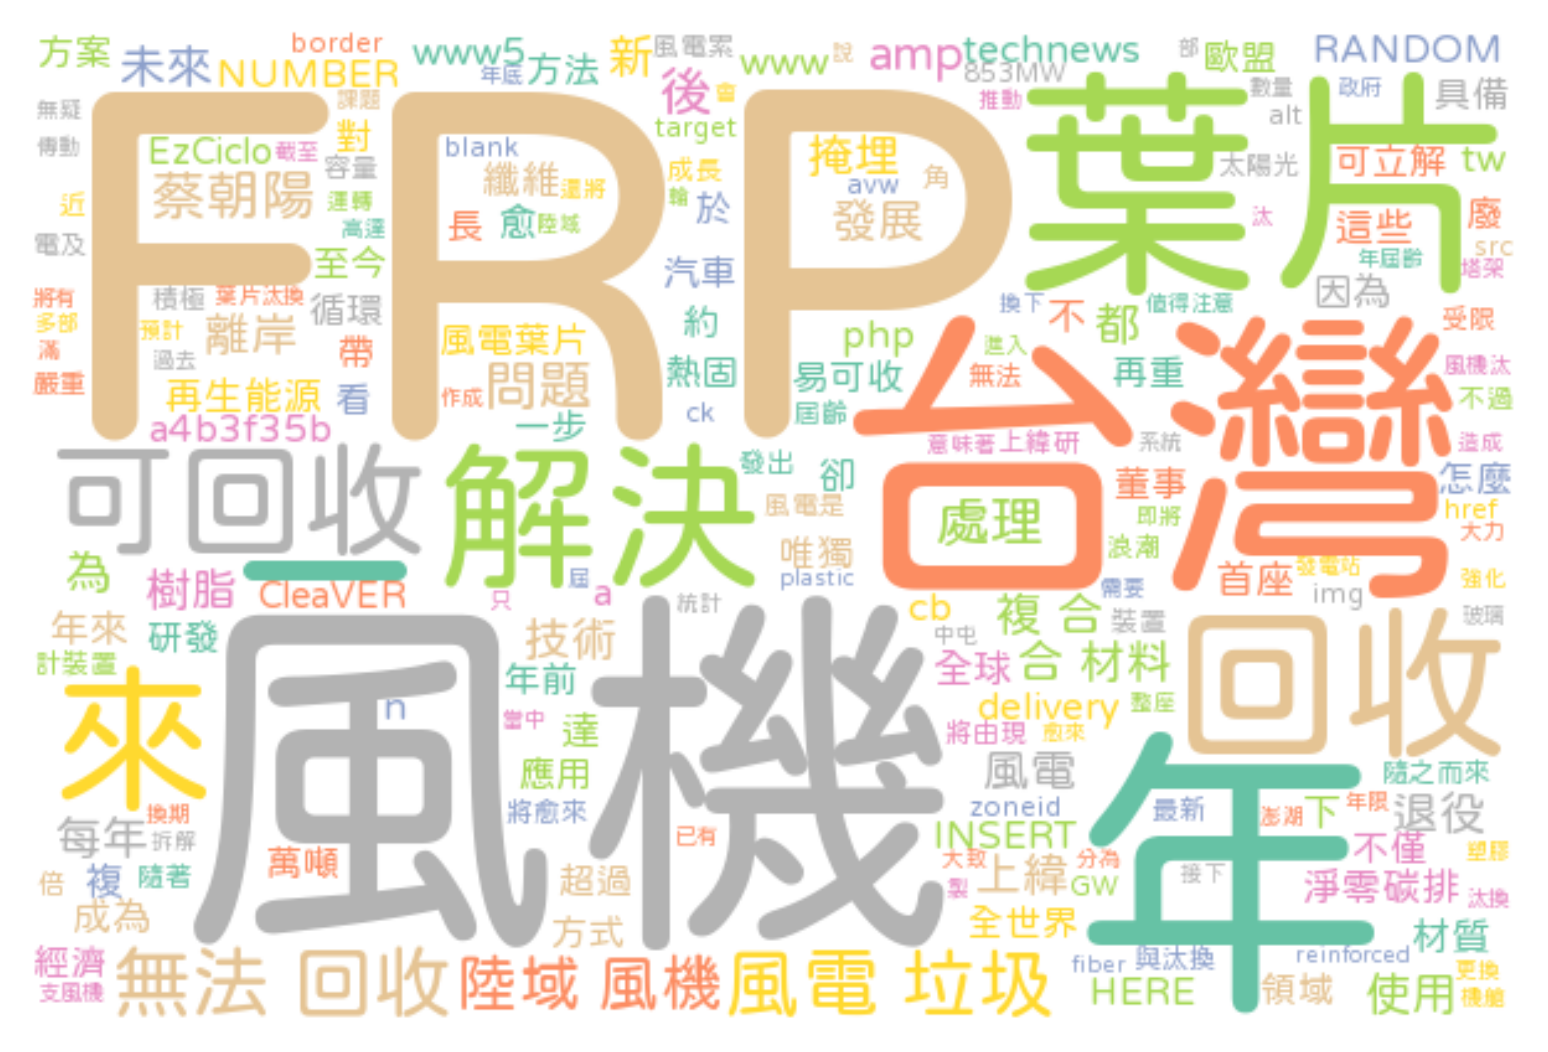 方案
未來
NUMBER
border
www5
年底
方法
新
風電累
www
說
amp
technews
853MW
部
歐盟
RANDOM
無疑
課題
後
會
推動
數量
政府
具備
傳動
FRP
葉片
alt
EzCiclo
截至
對
容量
blank
target
掩埋
太陽光
可立解
tw
蔡朝陽
運轉
纖維
還將
成長
avw
角
近
高達
長
愈
陸域
輪
於
發展
汰
這些
廢
電及
至今
汽車
年屆齡
src
塔架
將有
積極
葉片汰換
循環
換下
不
都
值得注意
因為
受限
多部
預計
離岸
帶
風電葉片
約
php
台灣
進入
滿
過去
問題
熱固
易可收
無法
再重
風機汰
嚴重
再生能源
看
作成
ck
屆齡
不過
a4b3f35b
一步
意味著
上緯研
系統
造成
可回收
解決
發出
卻
董事
怎麼
風電是
處理
即將
href
大力
唯獨
浪潮
為
樹脂
一
CleaVER
只
屆
a
plastic
需要
首座
發電站
強化
統計
cb
複合
裝置
img
玻璃
年來
研發
風機
技術
中屯
計裝置
年前
全球
合材料
回收
來
n
當中
達
delivery
整座
將由現
愈來
年
應用
風電
隨之而來
換期
將愈來
zoneid
最新
澎湖
下
年限
退役
每年
拆解
萬噸
已有
INSERT
大致
分為
不僅
塑膠
倍
複
隨著
超過
製
上緯
GW
接下
淨零碳排
汰換
成為
方式
全世界
材質
經濟
支風機
無法 回收
陸域 風機
風電 垃圾
fiber
與汰換
reinforced
HERE
領域
使用
更換
機艙